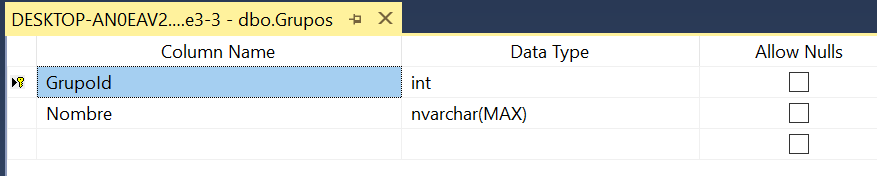 DESKTOP-AN0EAV2....e3-3 - dbo.Grupos
Column Name Data Type Allow Nulls
GrupoId int
Nombre nvarchar(MAX)